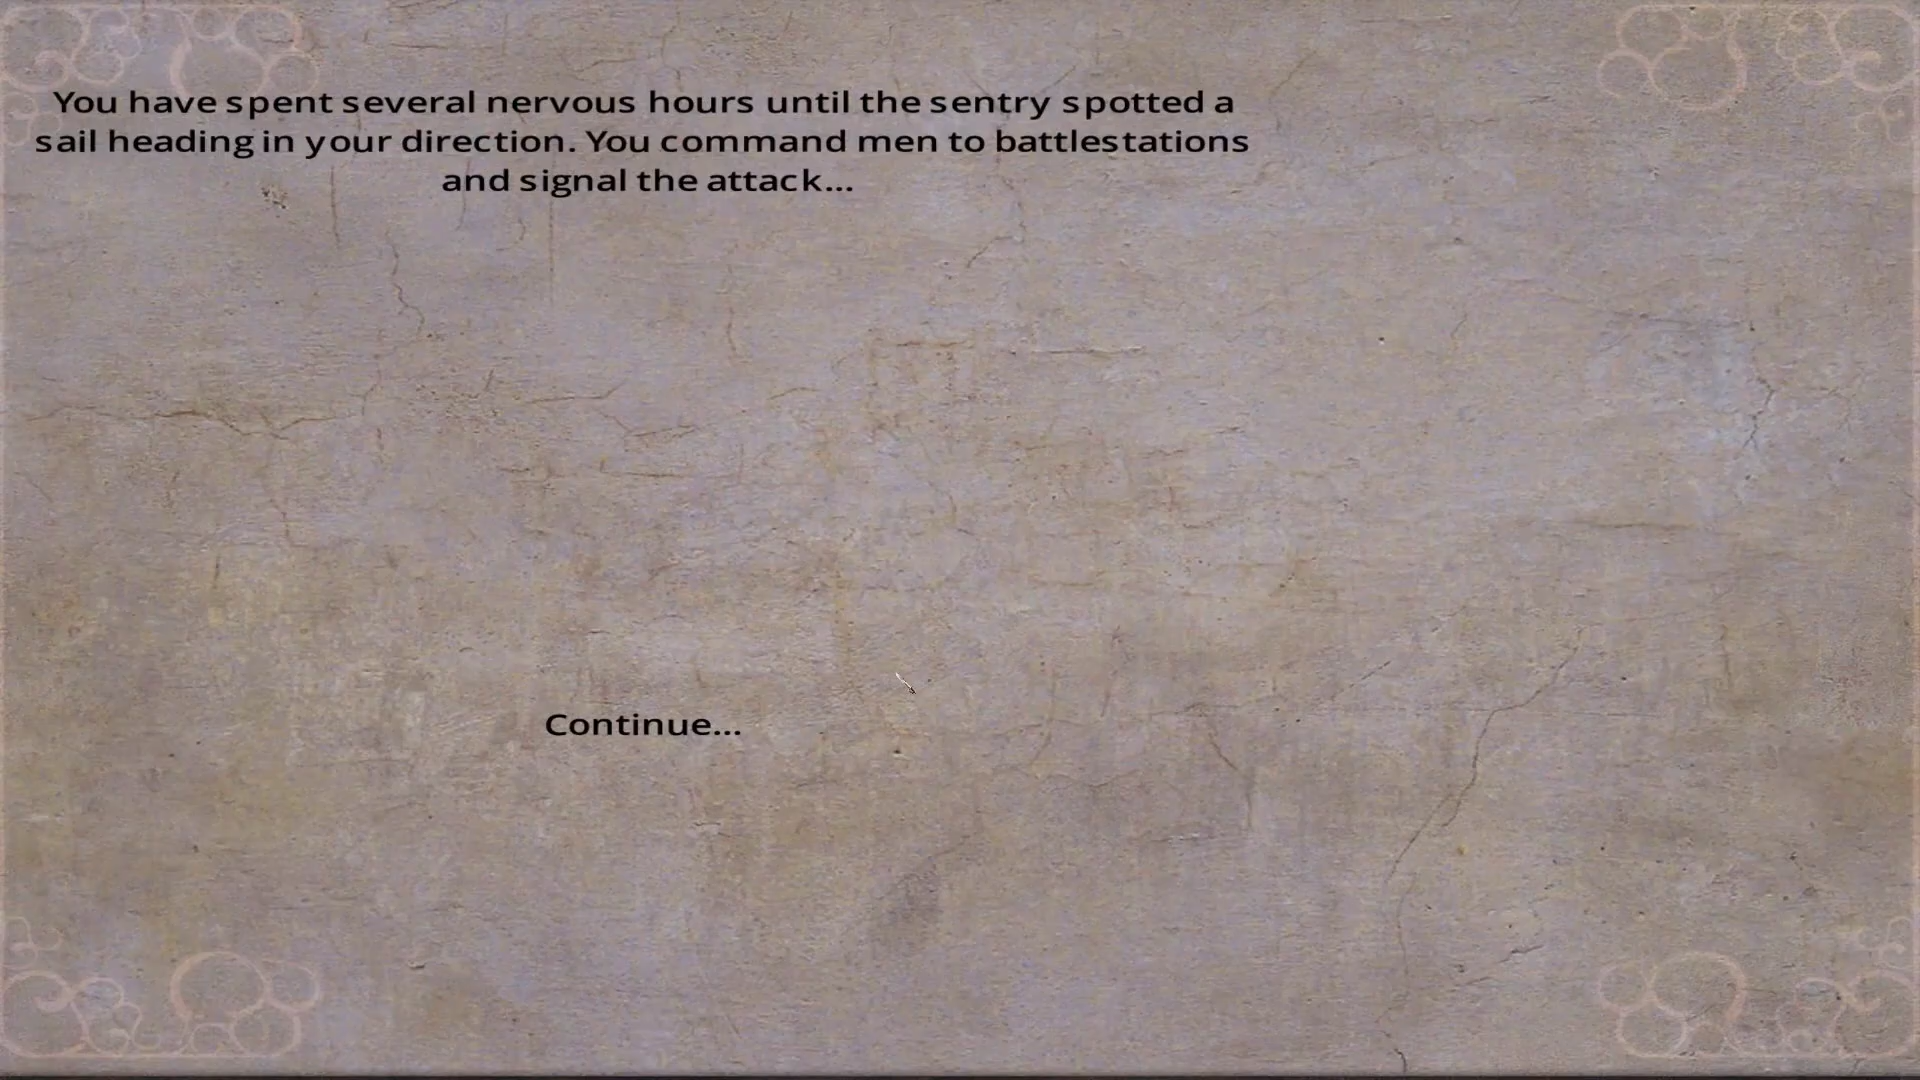 You have spent several nervous hours until the sentry spotted a
sail heading in your direction. You command men to battlestations
and signal the attack...
Continue...